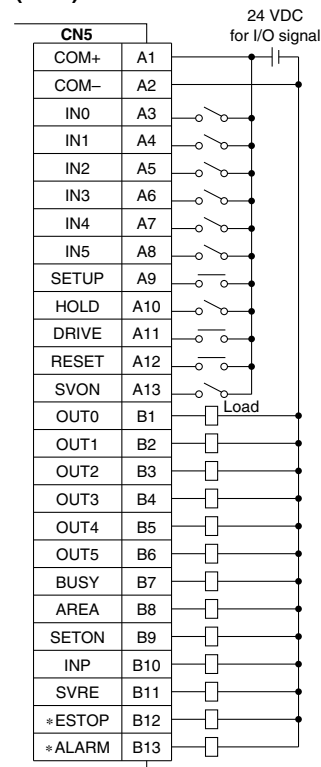 24 VDC
for I/O signal
CN5
COM+ A1
COM– A2
IN0 A3
IN1 A4
IN2 A5
IN3 A6
IN4 A7
IN5 A8
SETUP A9
HOLD A10
DRIVE A11
RESET A12
SVON A13
OUT0 B1 Load
OUT1 B2
OUT2 B3
OUT3 B4
OUT4 B5
OUT5 B6
BUSY B7
AREA B8
SETON B9
INP B10
SVRE B11
∗ESTOP B12
∗ALARM B13